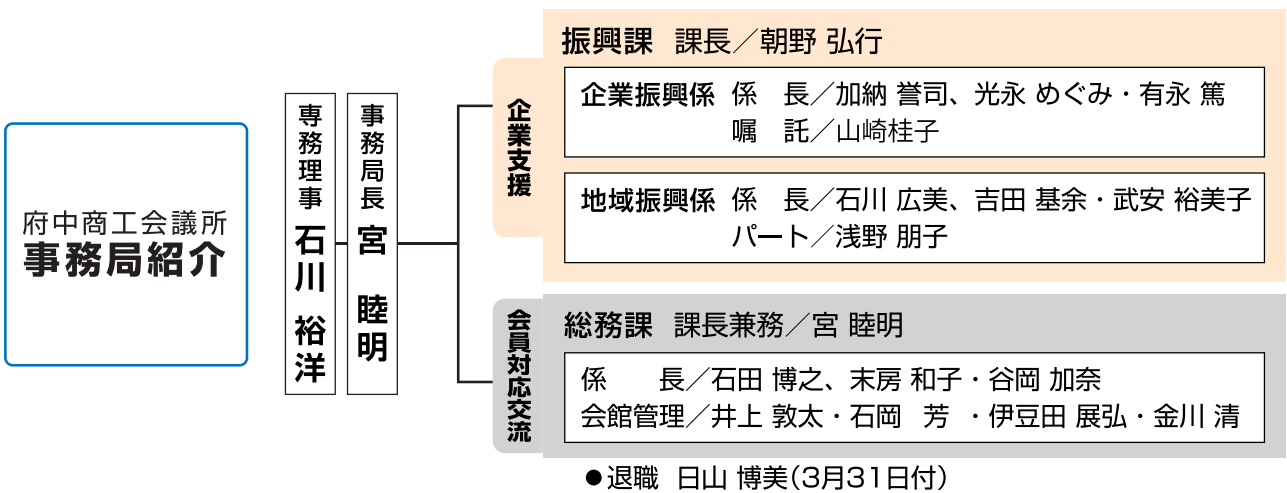 府中商工会議所
事務局紹介
専務理事 石川 裕洋
事務局長 宮 睦明
企業支援
振興課 課長／朝野 弘行
企業振興係 係 長／加納 誉司、光永 めぐみ・有永 篤
嘱 託／山崎桂子
地域振興係 係 長／石川 広美、吉田 基余・武安 裕美子
パート／浅野 朋子
会員対応交流
総務課 課長兼務／宮 睦明
係 長／石田 博之、末房 和子・谷岡 加奈
会館管理／井上 敦太・石岡 芳 ・伊豆田 展弘・金川 清
●退職 日山 博美（3月31日付）